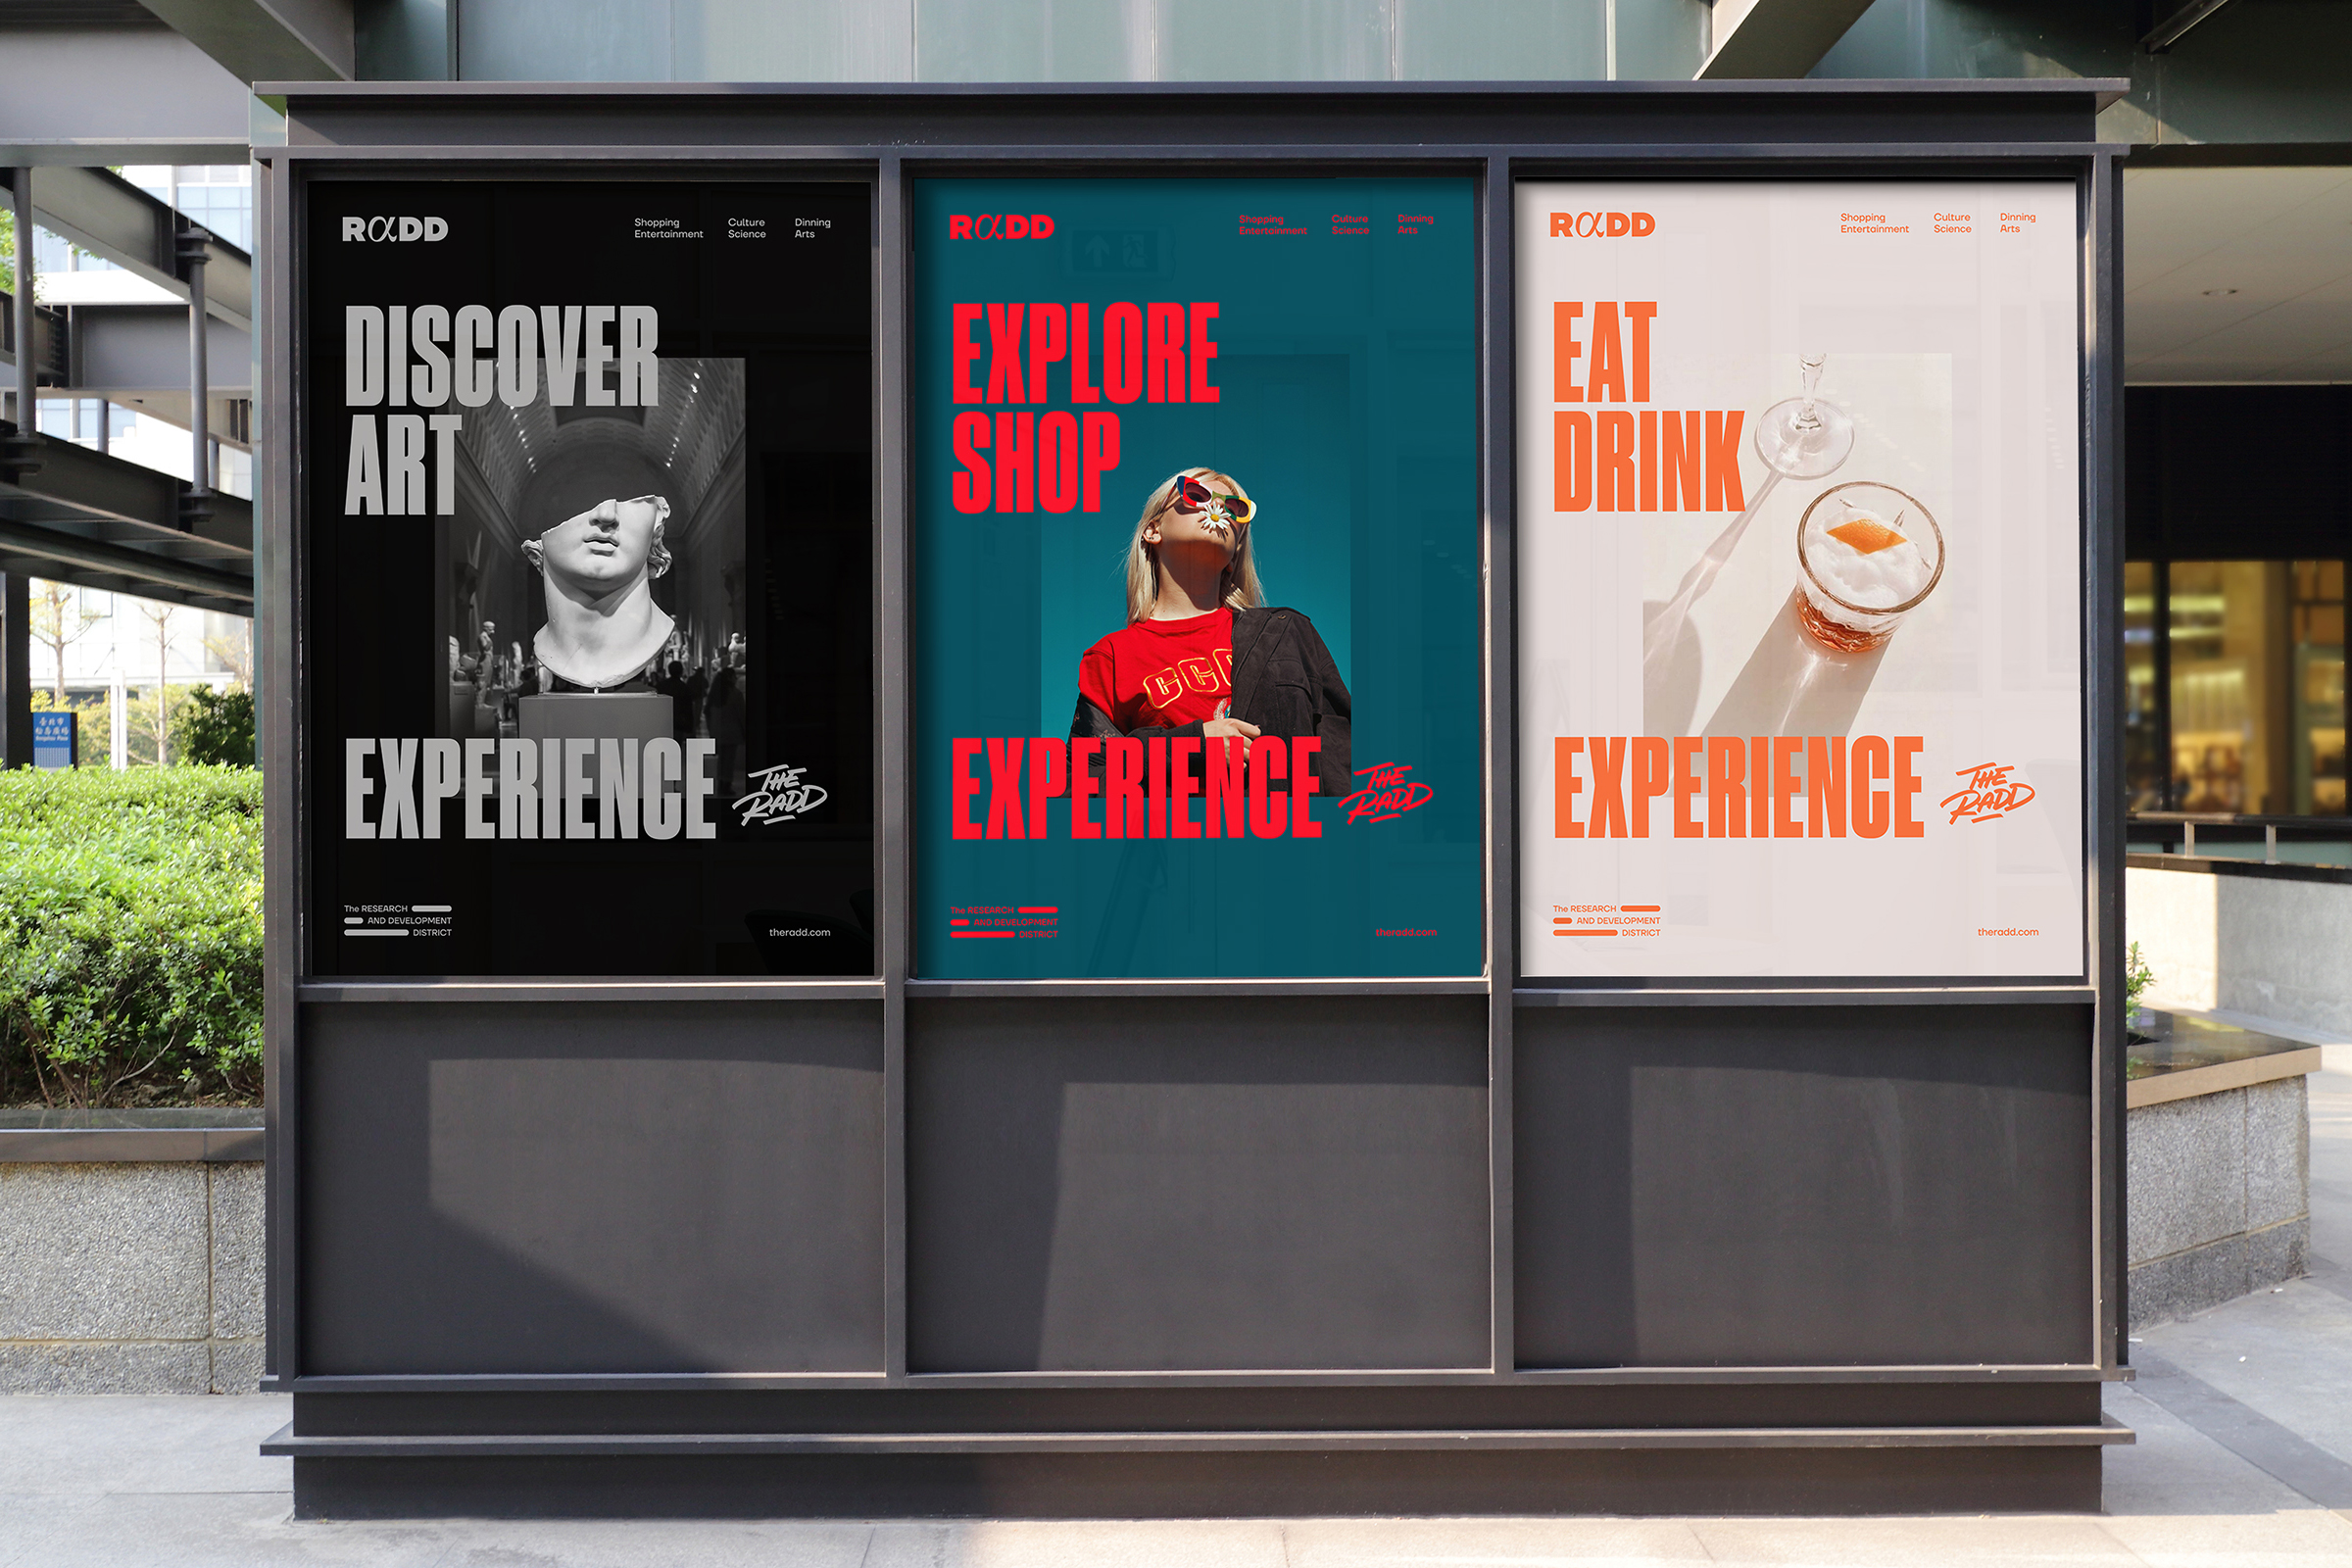 RαDD
Shopping
Entertainment
Culture
Science
Dinning
Arts
DISCOVER
ART
EXPERIENCE
THE
RADD
The RESEARCH
AND DEVELOPMENT
DISTRICT
theradd.com
RαDD
Shopping
Entertainment
Culture
Science
Dinning
Arts
EXPLORE
SHOP
CCC
EXPERIENCE
THE
RADD
The RESEARCH
AND DEVELOPMENT
DISTRICT
theradd.com
RαDD
Shopping
Entertainment
Culture
Science
Dinning
Arts
EAT
DRINK
EXPERIENCE
THE
RADD
The RESEARCH
AND DEVELOPMENT
DISTRICT
theradd.com